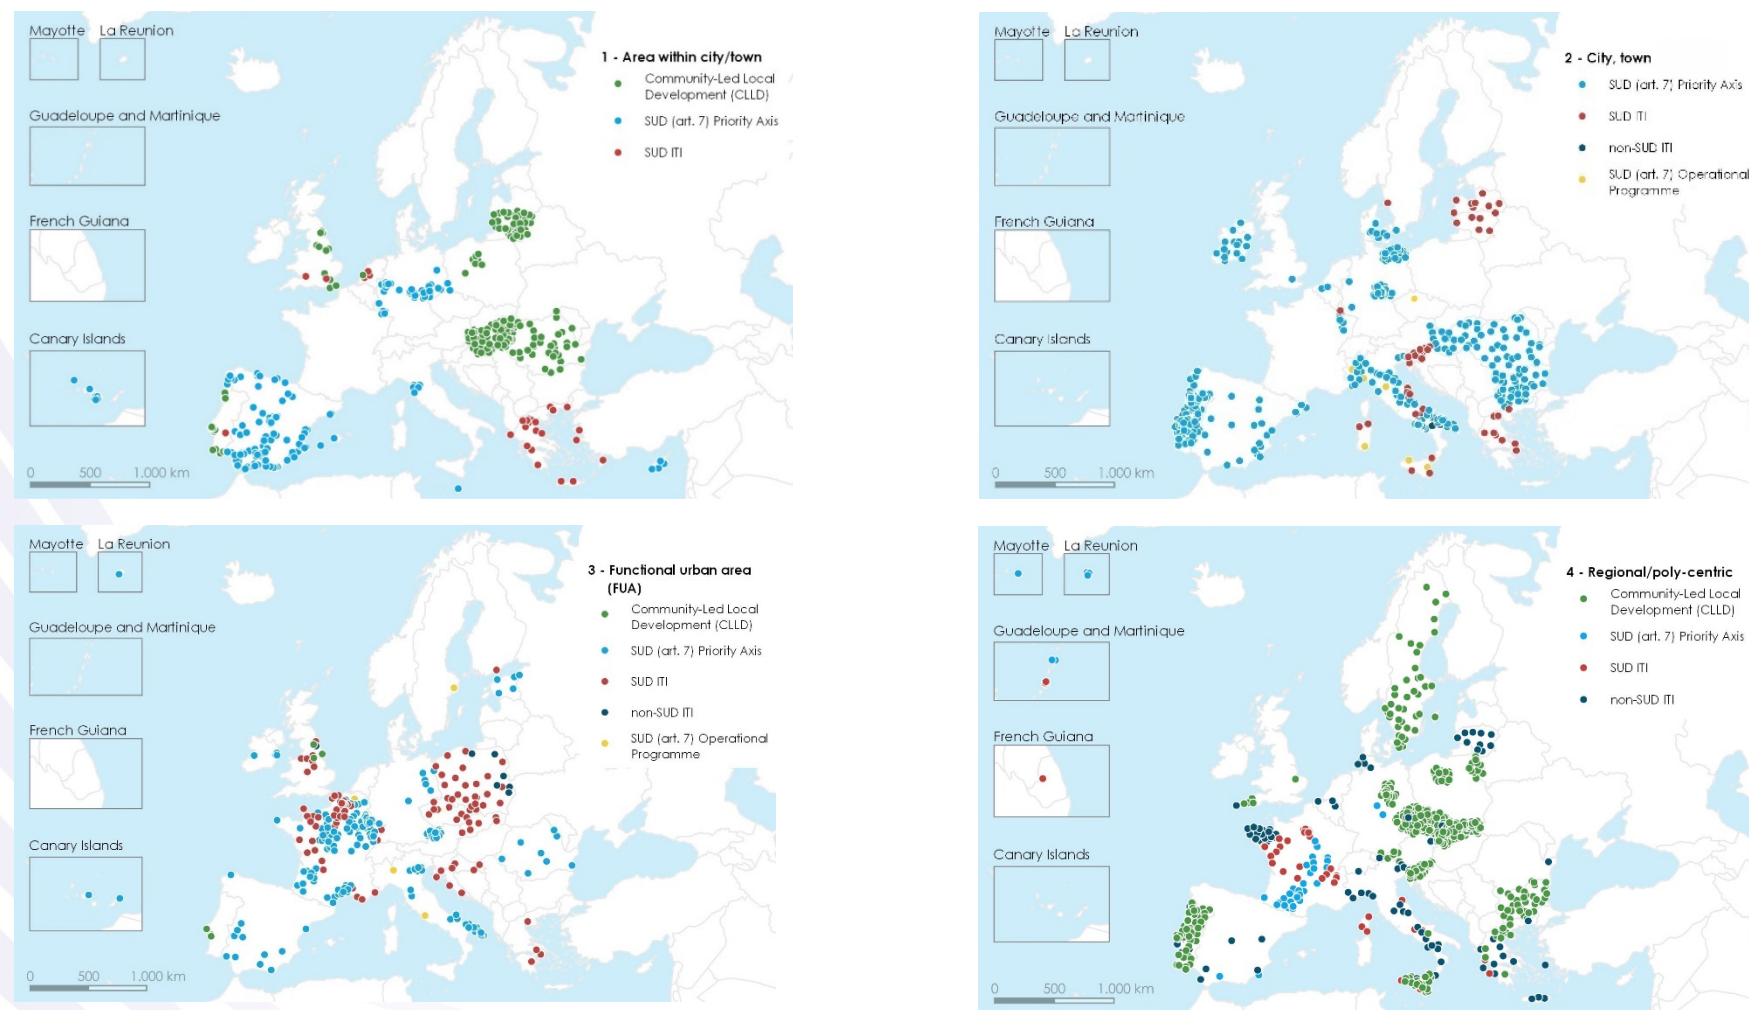 Mayotte La Reunion
1 - Area within city/town
Community-Led Local
Development (CLLD)
SUD (art. 7) Priority Axis
SUD ITI
Guadeloupe and Martinique
French Guiana
Canary Islands
0 500 1.000 km
Mayotte La Reunion
2 - City, town
SUD (art. 7) Priority Axis
SUD ITI
non-SUD ITI
SUD (art. 7) Operational
Programme
Guadeloupe and Martinique
French Guiana
Canary Islands
0 500 1.000 km
Mayotte La Reunion
3 - Functional urban area
(FUA)
Community-Led Local
Development (CLLD)
SUD (art. 7) Priority Axis
SUD ITI
non-SUD ITI
SUD (art. 7) Operational
Programme
Guadeloupe and Martinique
French Guiana
Canary Islands
0 500 1.000 km
Mayotte La Reunion
4 - Regional/poly-centric
Community-Led Local
Development (CLLD)
SUD (art. 7) Priority Axis
SUD ITI
non-SUD ITI
Guadeloupe and Martinique
French Guiana
Canary Islands
0 500 1.000 km